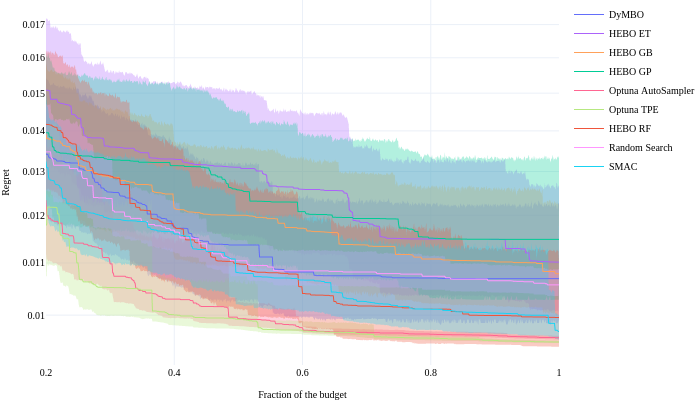 0.017
0.016
0.015
0.014
0.013
0.012
0.011
0.01
Regret
0.2
0.4
0.6
0.8
1
Fraction of the budget
DyMBO
HEBO ET
HEBO GB
HEBO GP
Optuna AutoSampler
Optuna TPE
HEBO RF
Random Search
SMAC